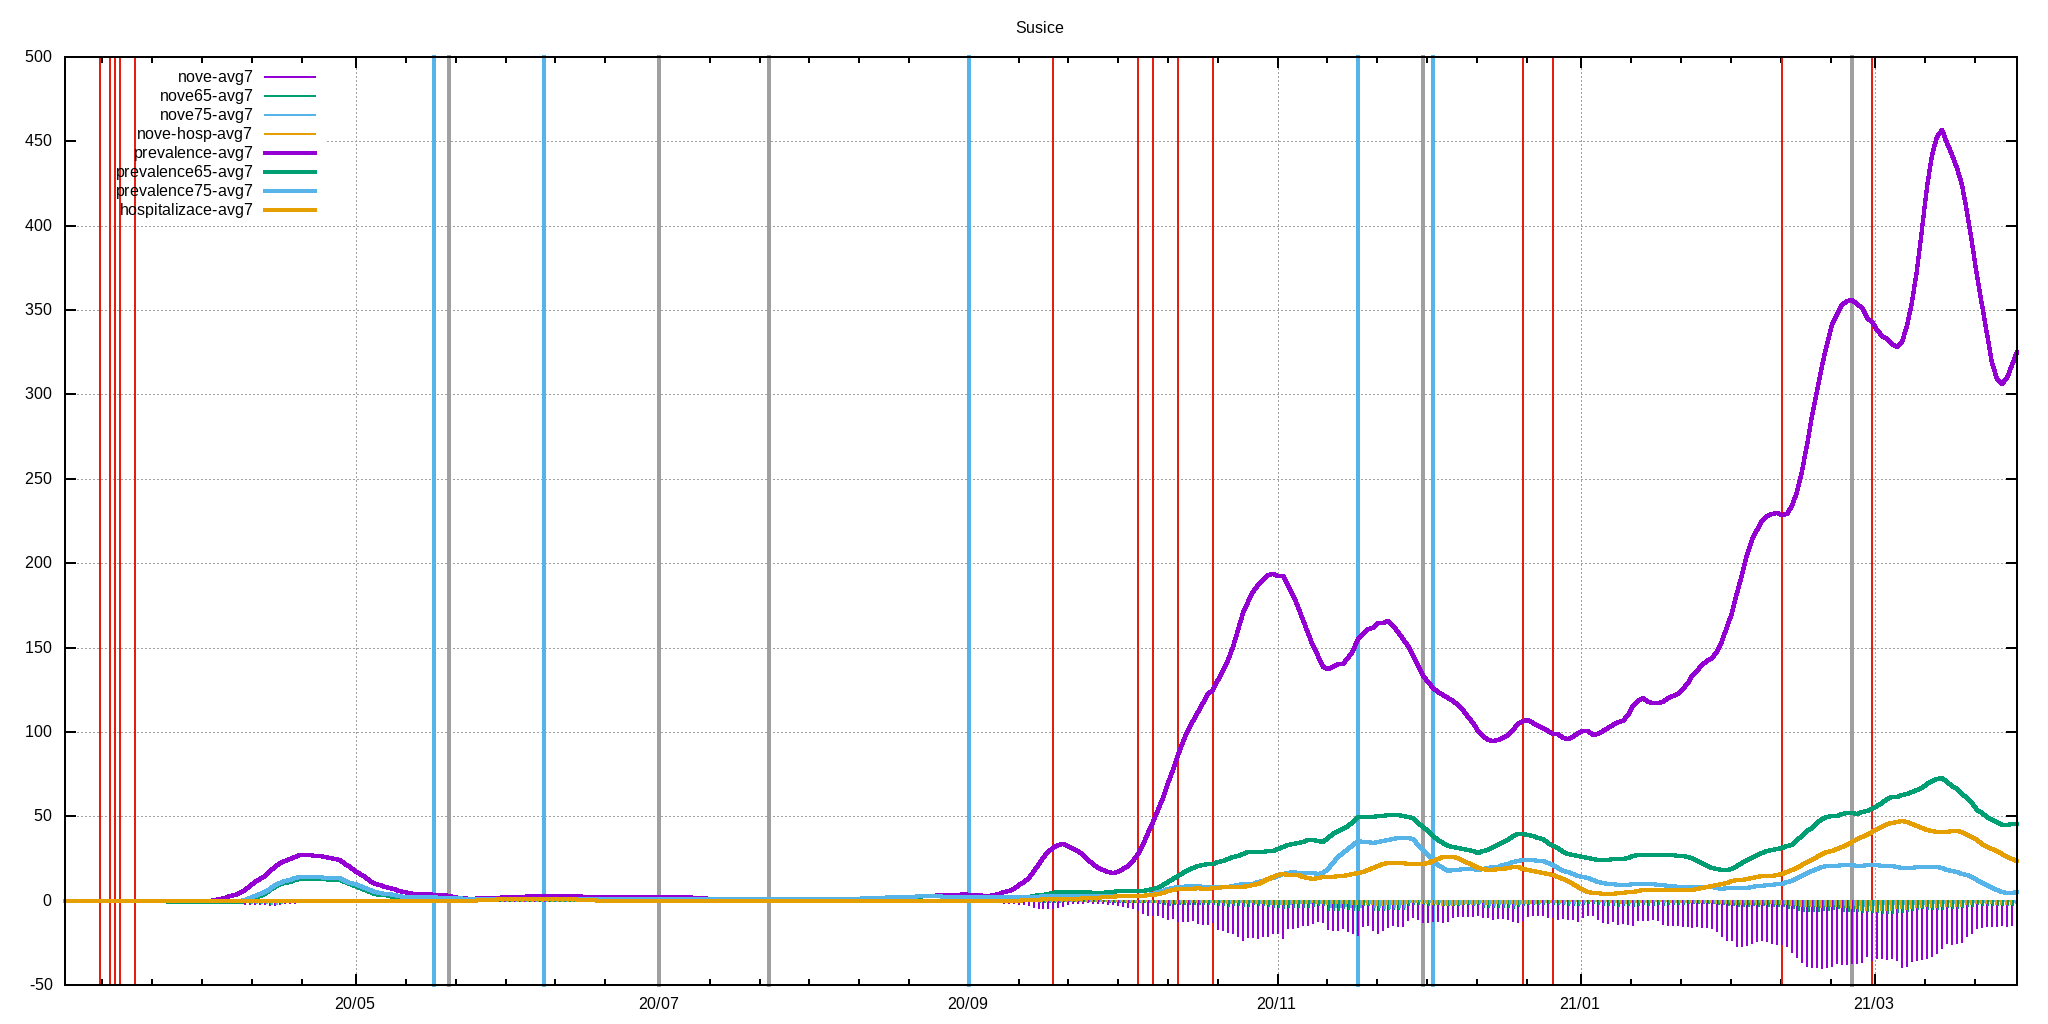 Susice
500
450
400
350
300
250
200
150
100
50
0
-50
nove-avg7
nove65-avg7
nove75-avg7
nove-hosp-avg7
prevalence-avg7
prevalence65-avg7
prevalence75-avg7
hospitalizace-avg7
20/05
20/07
20/09
20/11
21/01
21/03